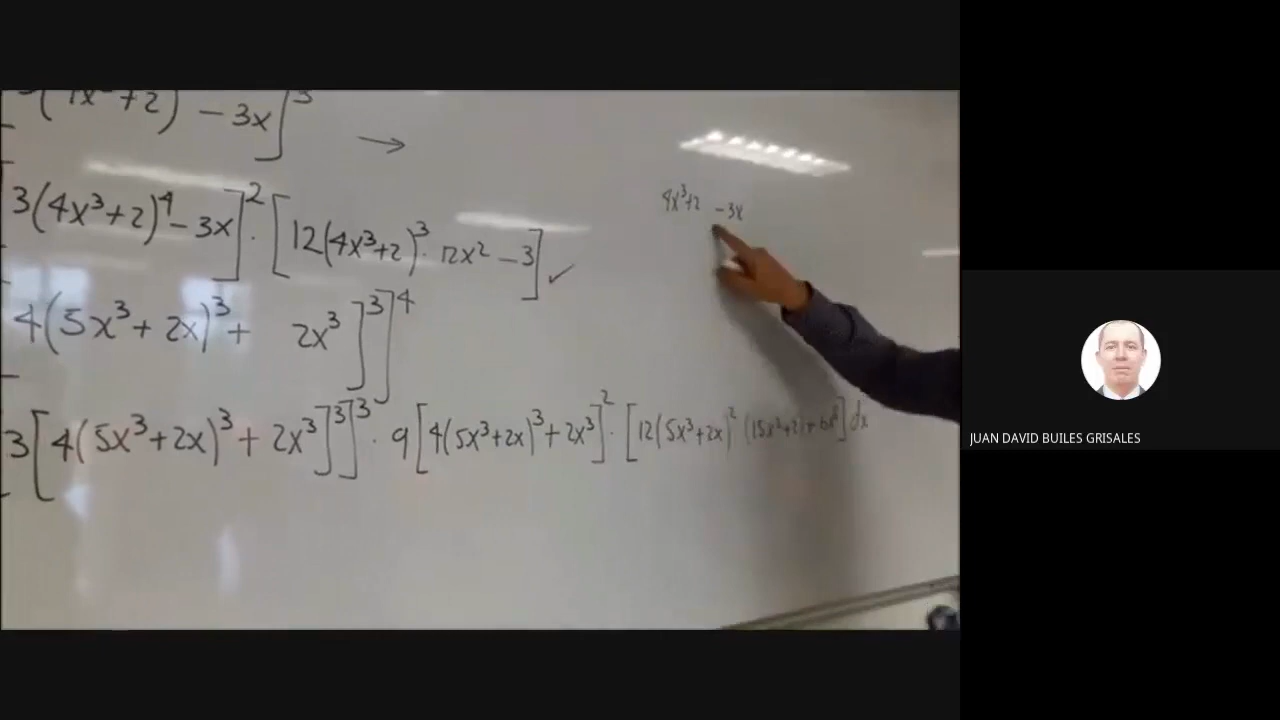 (4x³+2) - 3x]³ →
3(4x³+2)⁴ - 3x]² · [12(4x³+2)³ · 12x² - 3] ✓
4x³+2 - 3x
4(5x³ + 2x)³ + 2x³]³]⁴
3[4(5x³+2x)³ + 2x³]³]³ · 9[4(5x³+2x)³ + 2x³]² · [12(5x³+2x)² (15x²+2)+6x²] dx
JUAN DAVID BUILES GRISALES